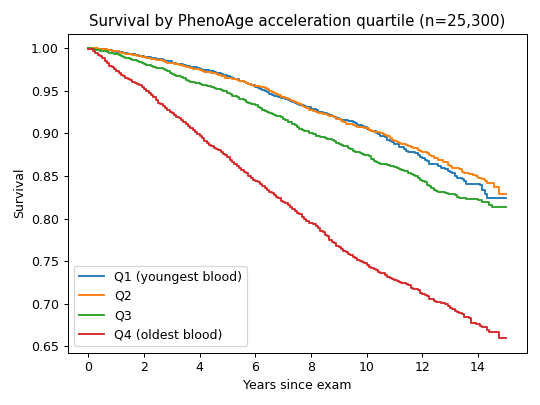 Survival by PhenoAge acceleration quartile (n=25,300)
Survival
1.00
0.95
0.90
0.85
0.80
0.75
0.70
0.65
Q1 (youngest blood)
Q2
Q3
Q4 (oldest blood)
0 2 4 6 8 10 12 14
Years since exam